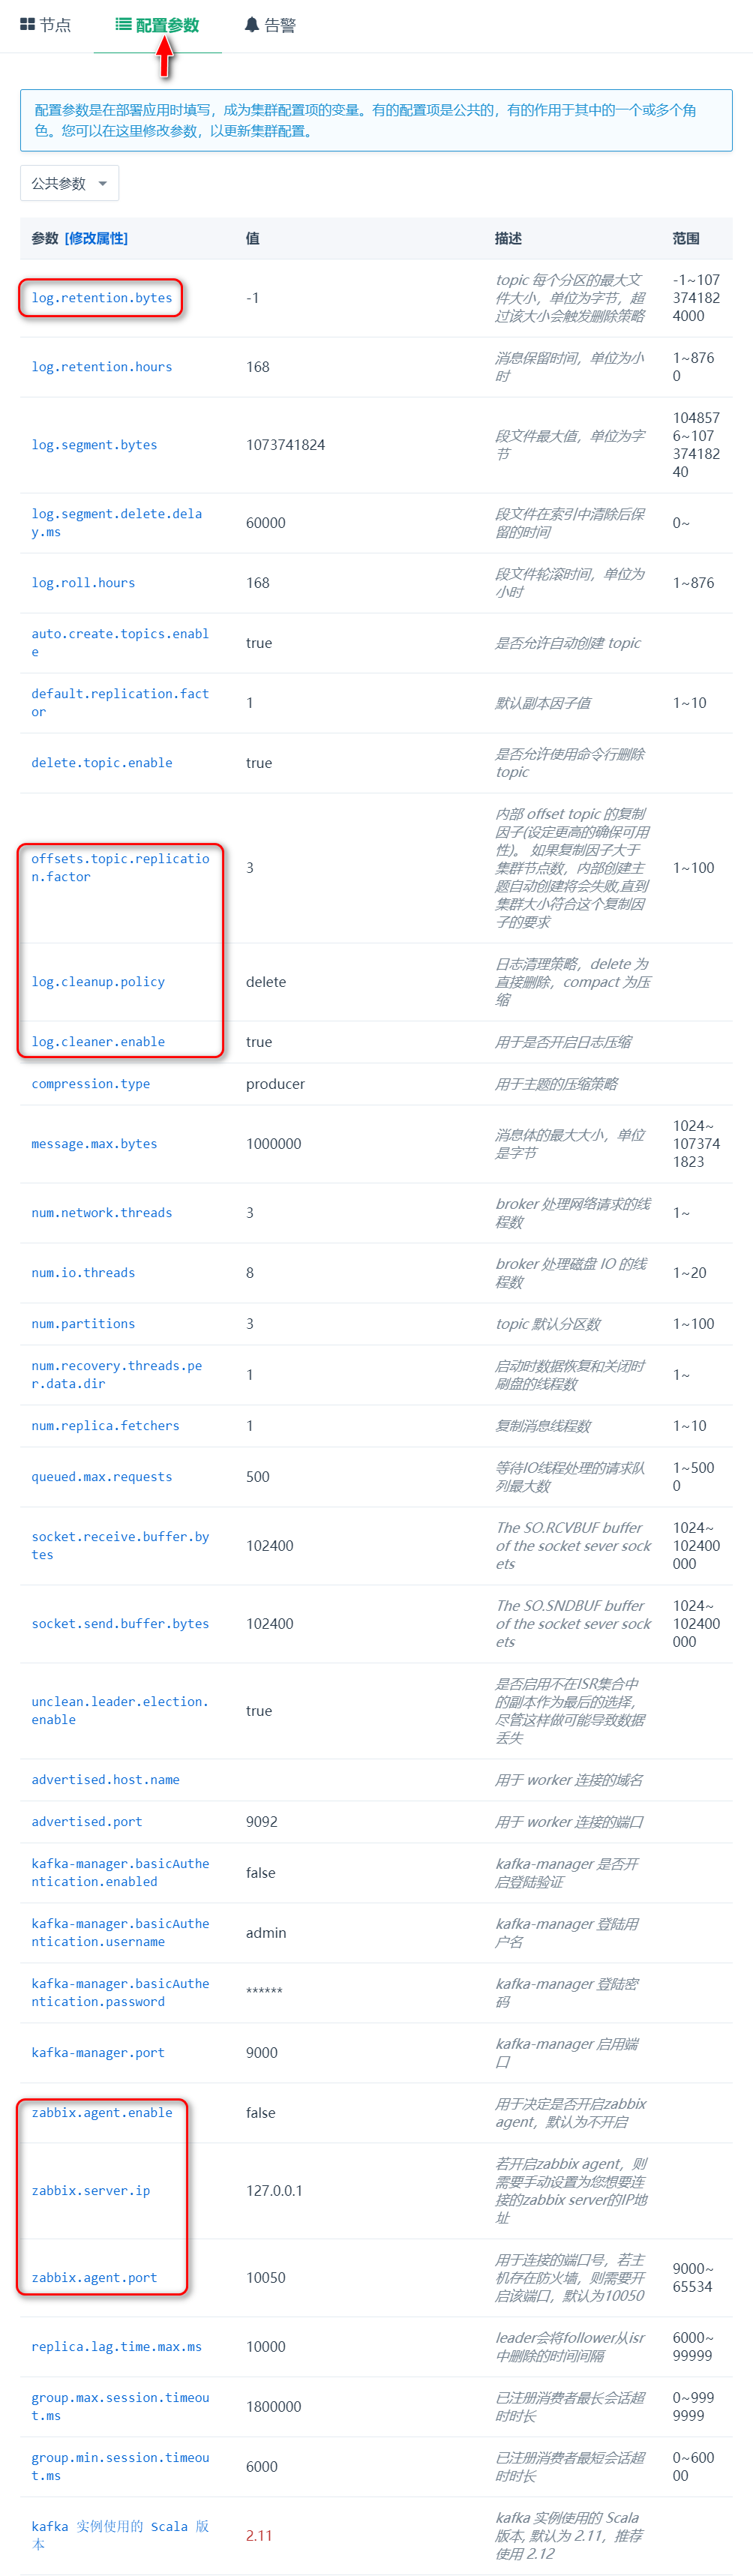 节点 配置参数 告警
配置参数是在部署应用时填写，成为集群配置项的变量。有的配置项是公共的，有的作用于其中的一个或多个角
色。您可以在这里修改参数，以更新集群配置。
公共参数
参数 [修改属性] 值 描述 范围
log.retention.bytes -1 topic 每个分区的最大文 -1~107
件大小，单位为字节，超 374182
过该大小会触发删除策略 4000
log.retention.hours 168 消息保留时间，单位为小 1~876
时 0
log.segment.bytes 1073741824 段文件最大值，单位为字 104857
节 6~107
374182
40
log.segment.delete.dela 60000 段文件在索引中清除后保 0~
y.ms 留的时间
log.roll.hours 168 段文件轮滚时间，单位为 1~876
小时
auto.create.topics.enabl true 是否允许自动创建 topic
e
default.replication.fact 1 默认副本因子值 1~10
or
delete.topic.enable true 是否允许使用命令行删除
topic
offsets.topic.replicatio 3 内部 offset topic 的复制 1~100
n.factor 因子(设定更高的确保可用
性)。 如果复制因子大于
集群节点数，内部创建主
题自动创建将会失败,直到
集群大小符合这个复制因
子的要求
log.cleanup.policy delete 日志清理策略，delete 为
直接删除，compact 为压
缩
log.cleaner.enable true 用于是否开启日志压缩
compression.type producer 用于主题的压缩策略
message.max.bytes 1000000 消息体的最大大小，单位 1024~
是字节 107374
1823
num.network.threads 3 broker 处理网络请求的线 1~
程数
num.io.threads 8 broker 处理磁盘 IO 的线 1~20
程数
num.partitions 3 topic 默认分区数 1~100
num.recovery.threads.pe 1 启动时数据恢复和关闭时 1~
r.data.dir 刷盘的线程数
num.replica.fetchers 1 复制消息线程数 1~10
queued.max.requests 500 等待IO线程处理的请求队 1~500
列最大数 0
socket.receive.buffer.by 102400 The SO.RCVBUF buffer 1024~
tes of the socket sever sock 102400
ets 000
socket.send.buffer.bytes 102400 The SO.SNDBUF buffer 1024~
of the socket sever sock 102400
ets 000
unclean.leader.election. true 是否启用不在ISR集合中
enable 的副本作为最后的选择，
尽管这样做可能导致数据
丢失
advertised.host.name 用于 worker 连接的域名
advertised.port 9092 用于 worker 连接的端口
kafka-manager.basicAuthe false kafka-manager 是否开
ntication.enabled 启登陆验证
kafka-manager.basicAuthe admin kafka-manager 登陆用
ntication.username 户名
kafka-manager.basicAuthe ****** kafka-manager 登陆密
ntication.password 码
kafka-manager.port 9000 kafka-manager 启用端
口
zabbix.agent.enable false 用于决定是否开启zabbix
agent，默认为不开启
zabbix.server.ip 127.0.0.1 若开启zabbix agent，则
需要手动设置为您想要连
接的zabbix server的IP地
址
zabbix.agent.port 10050 用于连接的端口号，若主 9000~
机存在防火墙，则需要开 65534
启该端口，默认为10050
replica.lag.time.max.ms 10000 leader会将follower从isr 6000~
中删除的时间间隔 99999
group.max.session.timeou 1800000 已注册消费者最长会话超 0~999
t.ms 时时长 9999
group.min.session.timeou 6000 已注册消费者最短会话超 0~600
t.ms 时时长 00
kafka 实例使用的 Scala 版 2.11 kafka 实例使用的 Scala
本 版本, 默认为 2.11，推荐
使用 2.12